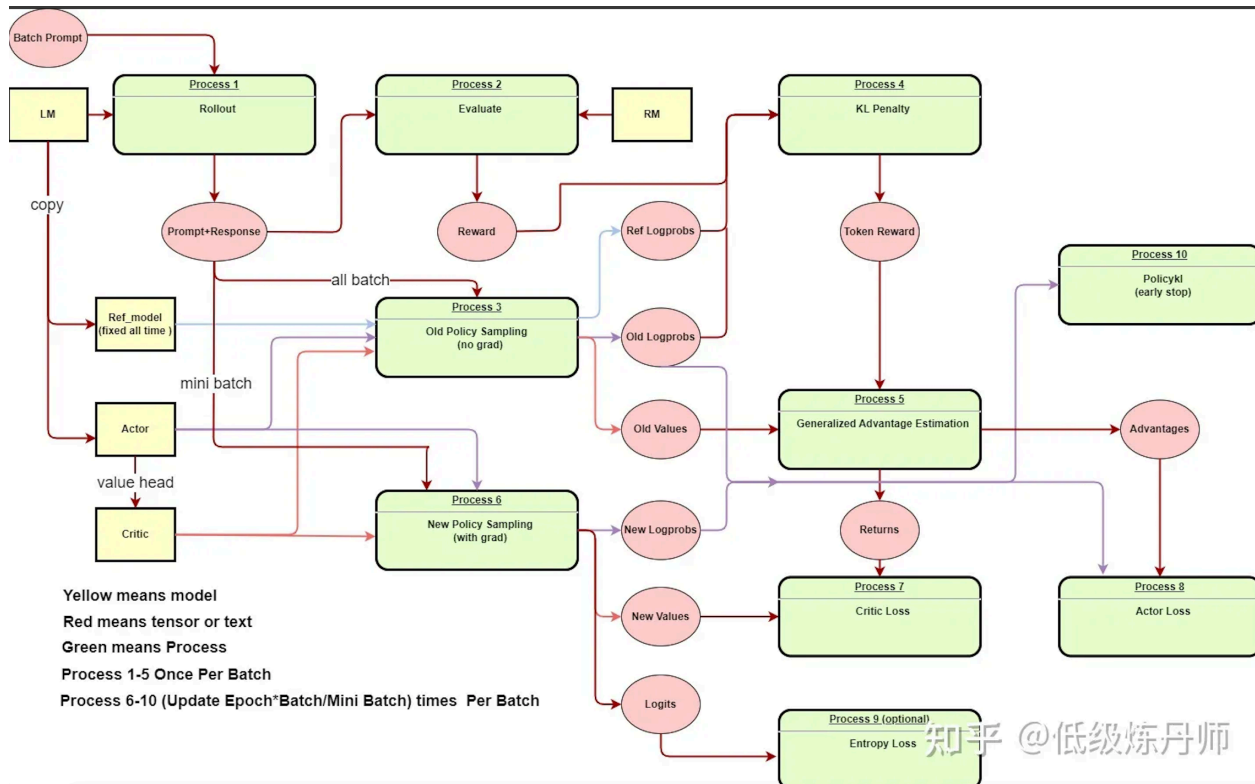 Batch Prompt
Process 1
Rollout
Process 2
Evaluate
Process 4
KL Penalty
LM
RM
copy
Prompt+Response
Reward
Ref Logprobs
Token Reward
all batch
Process 10
Policykl
(early stop)
Ref_model
(fixed all time )
Process 3
Old Policy Sampling
(no grad)
Old Logprobs
mini batch
Actor
Old Values
Process 5
Generalized Advantage Estimation
Advantages
value head
Critic
Process 6
New Policy Sampling
(with grad)
New Logprobs
Returns
Yellow means model
Red means tensor or text
Green means Process
Process 1-5 Once Per Batch
Process 6-10 (Update Epoch*Batch/Mini Batch) times Per Batch
New Values
Process 7
Critic Loss
Process 8
Actor Loss
Logits
Process 9 (optional)
Entropy Loss
知乎 @低级炼丹师